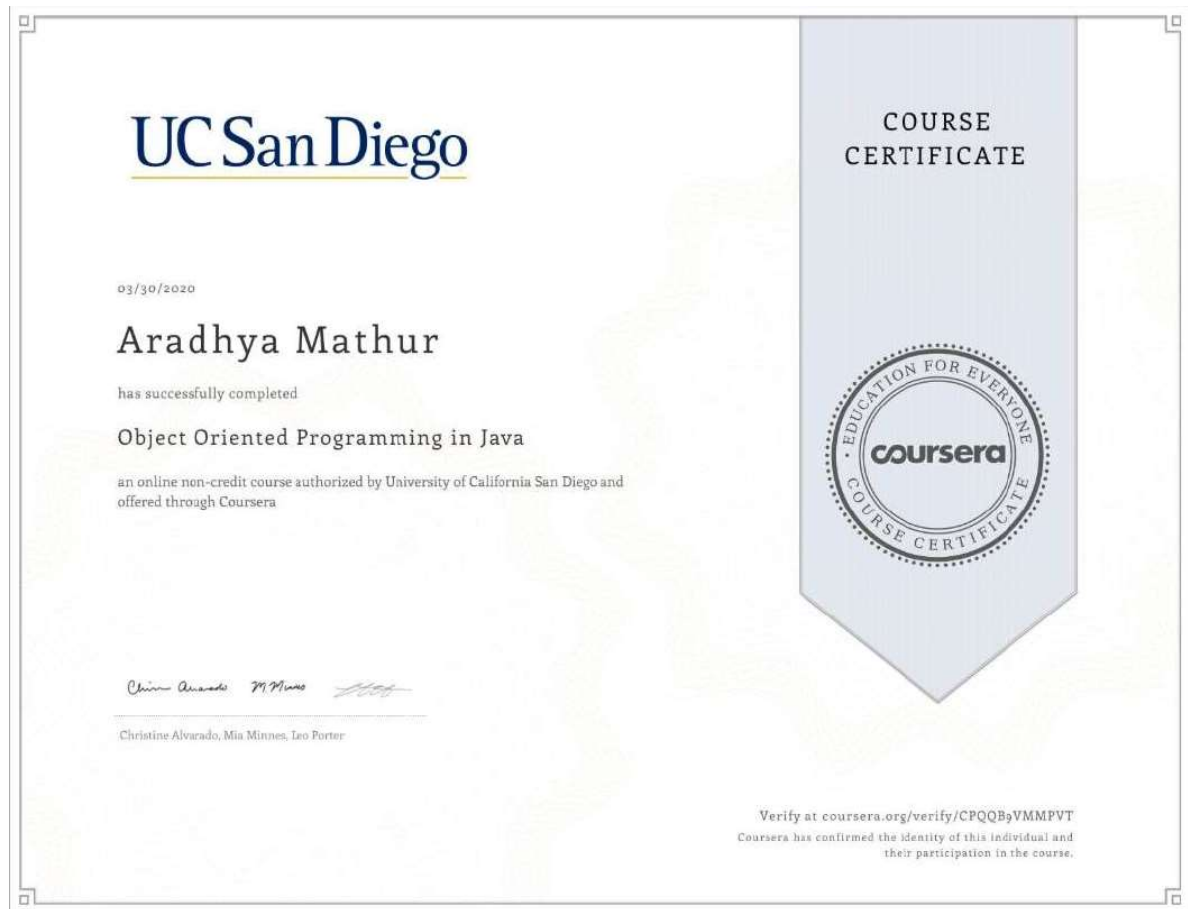 UC San Diego
COURSE
CERTIFICATE
03/30/2020
Aradhya Mathur
has successfully completed
Object Oriented Programming in Java
an online non-credit course authorized by University of California San Diego and
offered through Coursera
EDUCATION FOR EVERYONE
coursera
COURSE CERTIFICATE
Christine Alvarado, Mia Minnes, Leo Porter
Verify at coursera.org/verify/CPQQB9VMMPVT
Coursera has confirmed the identity of this individual and
their participation in the course.